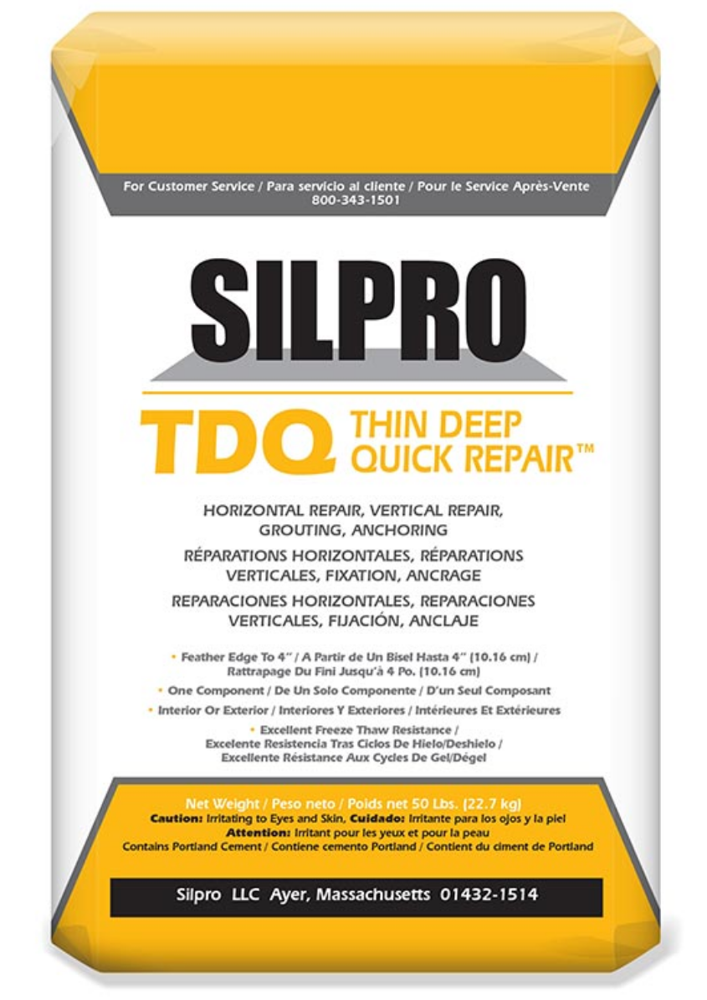 For Customer Service / Para servicio al cliente / Pour le Service Après-Vente
800-343-1501
SILPRO
TDQ THIN DEEP
QUICK REPAIR™
HORIZONTAL REPAIR, VERTICAL REPAIR,
GROUTING, ANCHORING
RÉPARATIONS HORIZONTALES, RÉPARATIONS
VERTICALES, FIXATION, ANCRAGE
REPARACIONES HORIZONTALES, REPARACIONES
VERTICALES, FIJACIÓN, ANCLAJE
• Feather Edge To 4” / A Partir de Un Bisel Hasta 4” (10.16 cm) /
Rattrapage Du Fini Jusqu'à 4 Po. (10.16 cm)
• One Component / De Un Solo Componente / D'un Seul Composant
• Interior Or Exterior / Interiores Y Exteriores / Intérieures Et Extérieures
• Excellent Freeze Thaw Resistance /
Excelente Resistencia Tras Ciclos De Hielo/Deshielo /
Excellente Résistance Aux Cycles De Gel/Dégel
Net Weight / Peso neto / Poids net 50 Lbs. (22.7 kg)
Caution: Irritating to Eyes and Skin, Cuidado: Irritante para los ojos y la piel
Attention: Irritant pour les yeux et pour la peau
Contains Portland Cement / Contiene cemento Portland / Contient du ciment de Portland
Silpro LLC Ayer, Massachusetts 01432-1514